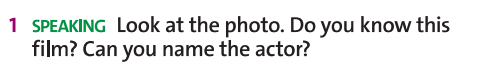 1 SPEAKING Look at the photo. Do you know this
film? Can you name the actor?